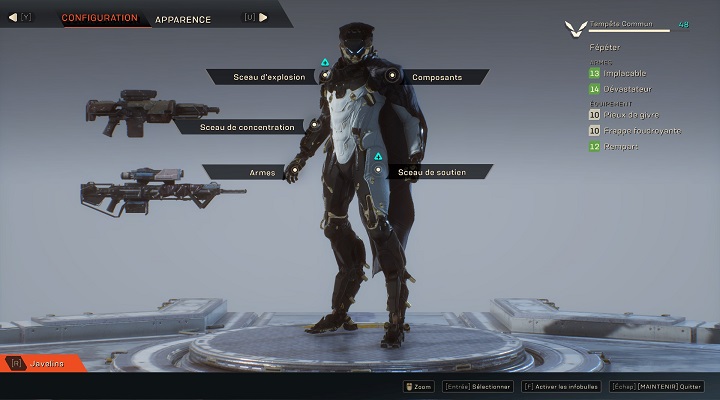 [Y] CONFIGURATION APPARENCE [U]
Tempête Commun 48
Fépéter
ARMES
13 Implacable
14 Dévastateur
ÉQUIPEMENT
10 Pieux de givre
10 Frappe foudroyante
12 Rempart
Sceau d'explosion
Composants
Sceau de concentration
Armes
Sceau de soutien
[R] Javelins
Zoom
[Entrée] Sélectionner
[F] Activer les infobulles
[Échap] [MAINTENIR] Quitter